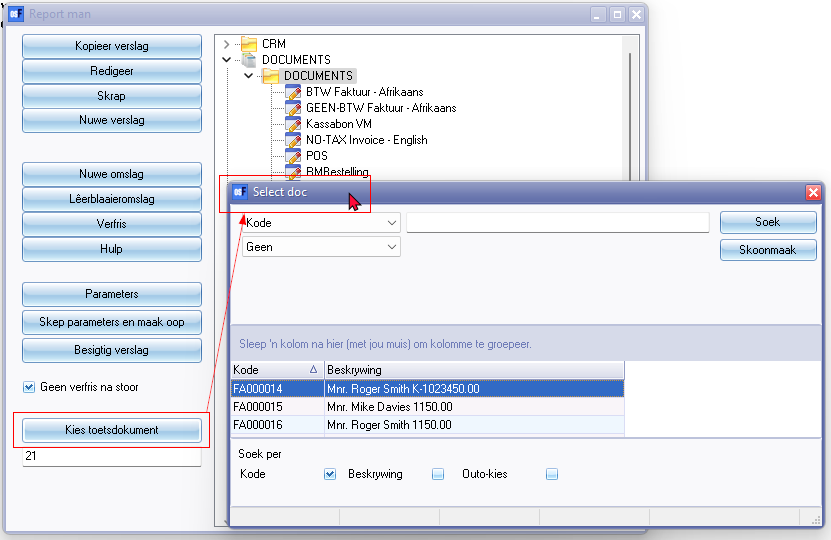 Report man
Kopieer verslag
Redigeer
Skrap
Nuwe verslag
Nuwe omslag
Lêerblaaieromslag
Verfris
Hulp
Parameters
Skep parameters en maak oop
Besigtig verslag
Geen verfris na stoor
Kies toetsdokument
21
CRM
DOCUMENTS
DOCUMENTS
BTW Faktuur - Afrikaans
GEEN-BTW Faktuur - Afrikaans
Kassabon VM
NO-TAX Invoice - English
POS
RMBestelling
Select doc
Kode
Soek
Geen
Skoonmaak
Sleep 'n kolom na hier (met jou muis) om kolomme te groepeer.
Kode Beskrywing
FA000014 Mnr. Roger Smith K-1023450.00
FA000015 Mnr. Mike Davies 1150.00
FA000016 Mnr. Roger Smith 1150.00
Soek per
Kode Beskrywing Outo-kies